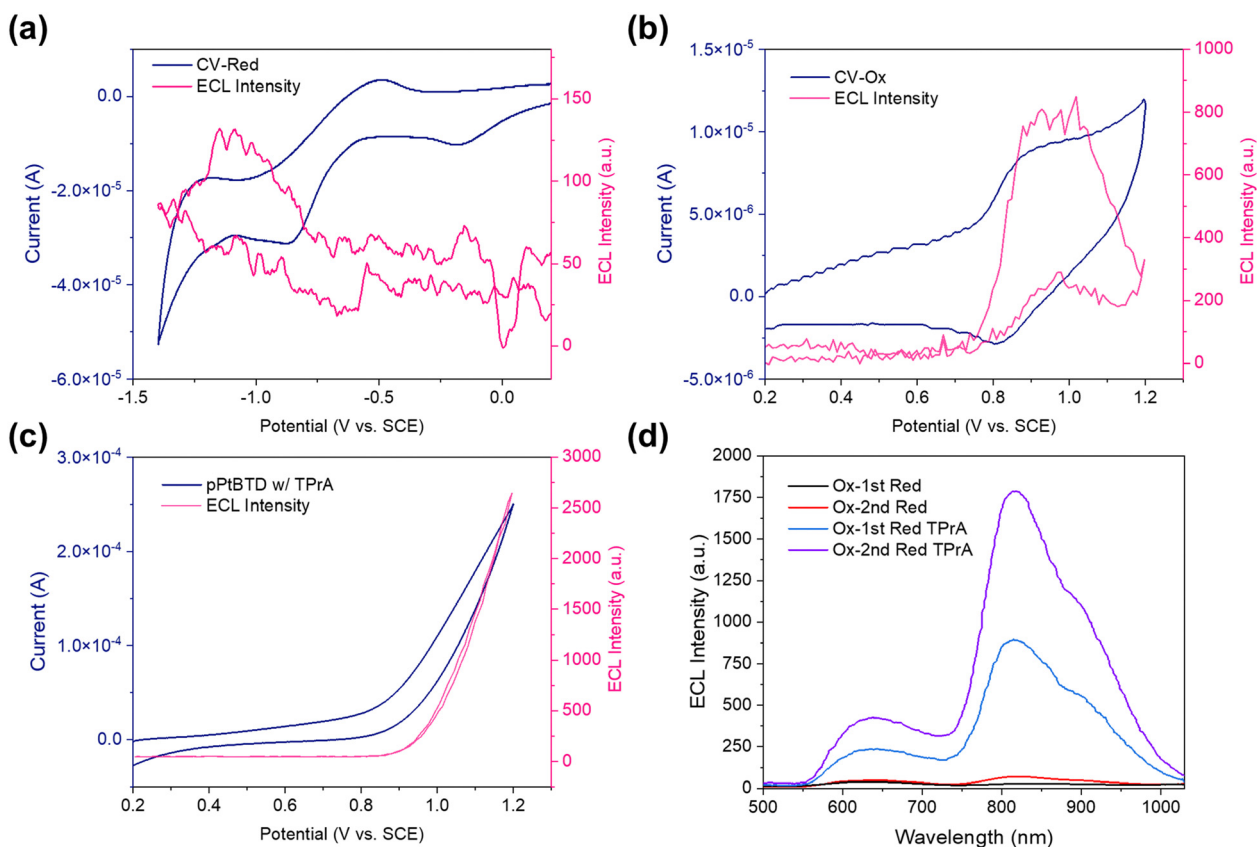 (a)
CV-Red
ECL Intensity
0.0
-2.0×10⁻⁵
-4.0×10⁻⁵
-6.0×10⁻⁵
Current (A)
150
100
50
0
ECL Intensity (a.u.)
-1.5
-1.0
-0.5
0.0
Potential (V vs. SCE)
(b)
CV-Ox
ECL Intensity
1.5×10⁻⁵
1.0×10⁻⁵
5.0×10⁻⁶
0.0
-5.0×10⁻⁶
Current (A)
1000
800
600
400
200
0
ECL Intensity (a.u.)
0.2
0.4
0.6
0.8
1.0
1.2
Potential (V vs. SCE)
(c)
pPtBTD w/ TPrA
ECL Intensity
3.0×10⁻⁴
2.0×10⁻⁴
1.0×10⁻⁴
0.0
Current (A)
3000
2500
2000
1500
1000
500
0
ECL Intensity (a.u.)
0.2
0.4
0.6
0.8
1.0
1.2
Potential (V vs. SCE)
(d)
Ox-1st Red
Ox-2nd Red
Ox-1st Red TPrA
Ox-2nd Red TPrA
2000
1750
1500
1250
1000
750
500
250
0
ECL Intensity (a.u.)
500
600
700
800
900
1000
Wavelength (nm)